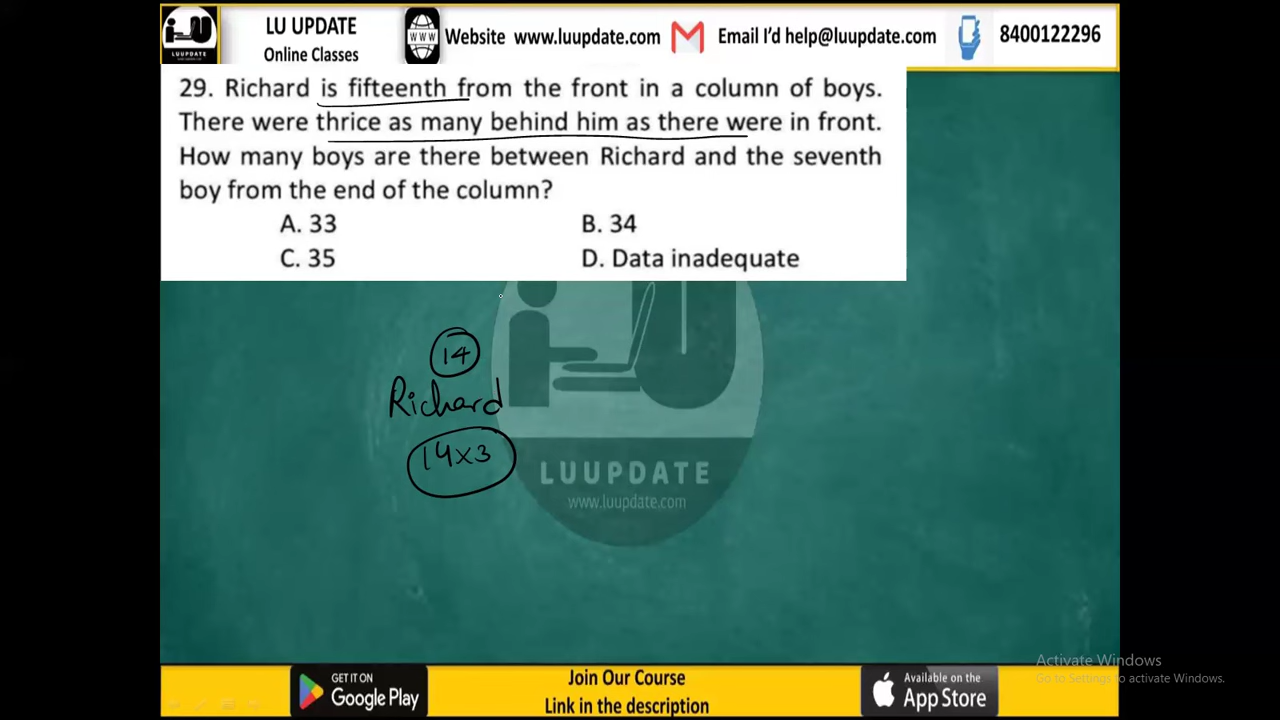 LU UPDATE
Online Classes
LUUPDATE
WWW
Website www.luupdate.com
Email I’d help@luupdate.com
8400122296
29. Richard is fifteenth from the front in a column of boys.
There were thrice as many behind him as there were in front.
How many boys are there between Richard and the seventh
boy from the end of the column?
A. 33 B. 34
C. 35 D. Data inadequate
14
Richard
14x3
LUUPDATE
www.luupdate.com
Activate Windows
Go to Settings to activate Windows.
GET IT ON
Google Play
Join Our Course
Link in the description
Available on the
App Store